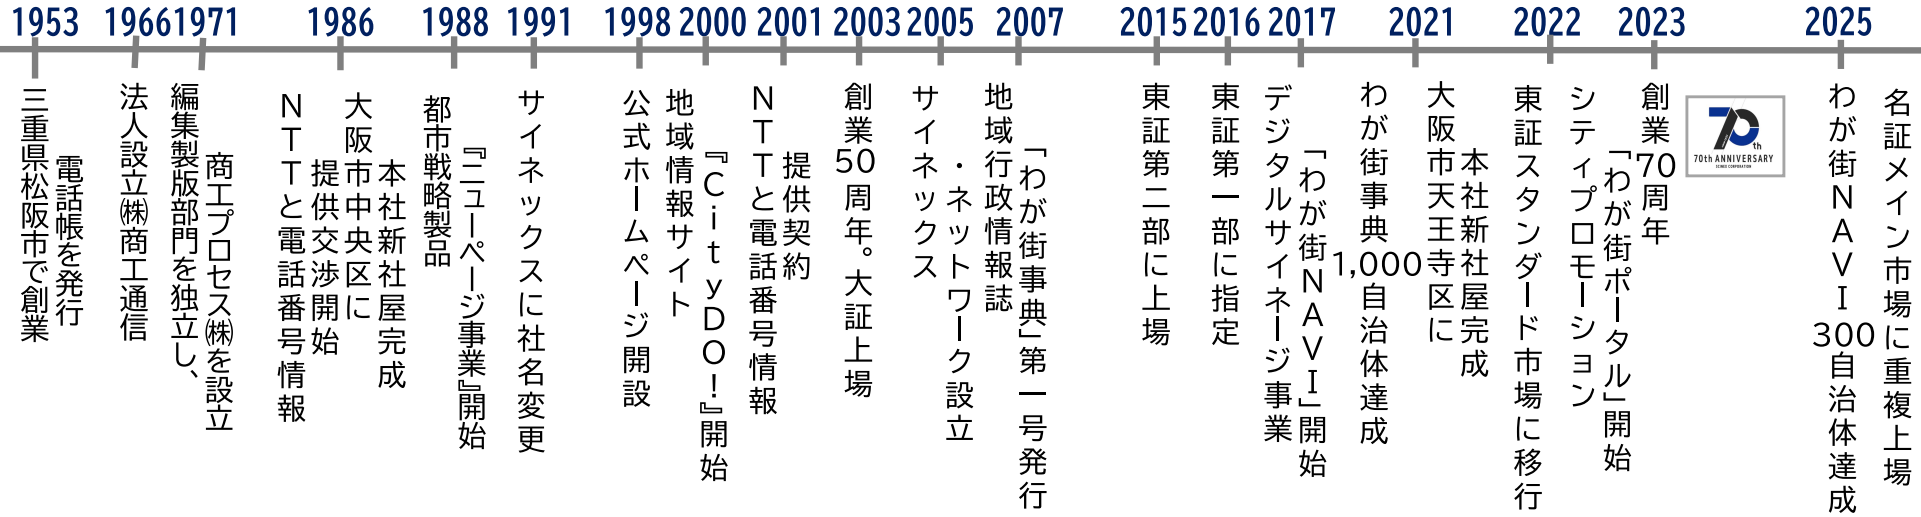 1953
1966
1971
1986
1988
1991
1998
2000
2001
2003
2005
2007
2015
2016
2017
2021
2022
2023
2025
三重県松阪市で創業
電話帳を発行
法人設立㈱商工通信
編集製版部門を独立し、
商工プロセス㈱を設立
NTTと電話番号情報
提供交渉開始
大阪市中央区に
本社新社屋完成
都市戦略製品
『ニューページ事業』開始
サイネックスに社名変更
公式ホームページ開設
地域情報サイト
『CityDO!』開始
NTTと電話番号情報
提供契約
創業50周年。大証上場
サイネックス
・ネットワーク設立
地域行政情報誌
「わが街事典」第一号発行
東証第二部に上場
東証第一部に指定
デジタルサイネージ事業
「わが街NAVI」開始
わが街事典
1,000自治体達成
大阪市天王寺区に
本社新社屋完成
東証スタンダード市場に移行
シティプロモーション
「わが街ポータル」開始
創業70周年
70th
70th ANNIVERSARY
SCINEX CORPORATION
わが街NAVI
300自治体達成
名証メイン市場に重複上場